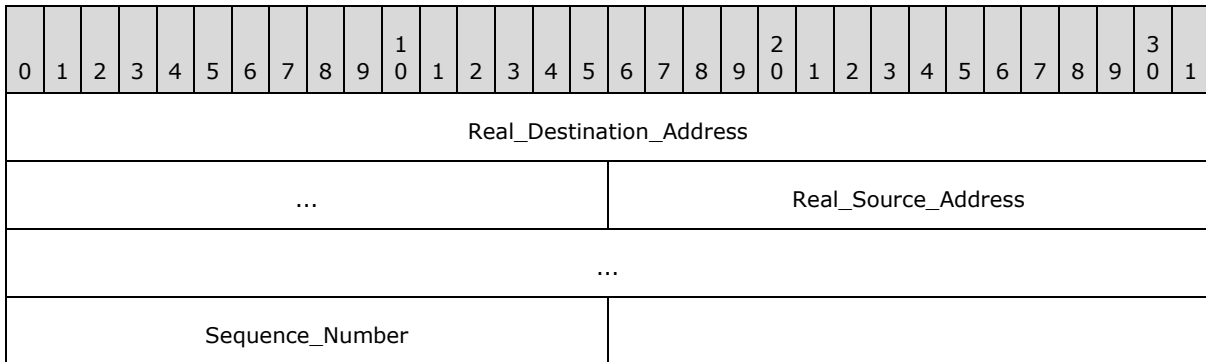 1 2 3
0 1 2 3 4 5 6 7 8 9 0 1 2 3 4 5 6 7 8 9 0 1 2 3 4 5 6 7 8 9 0 1
Real_Destination_Address
... Real_Source_Address
...
Sequence_Number